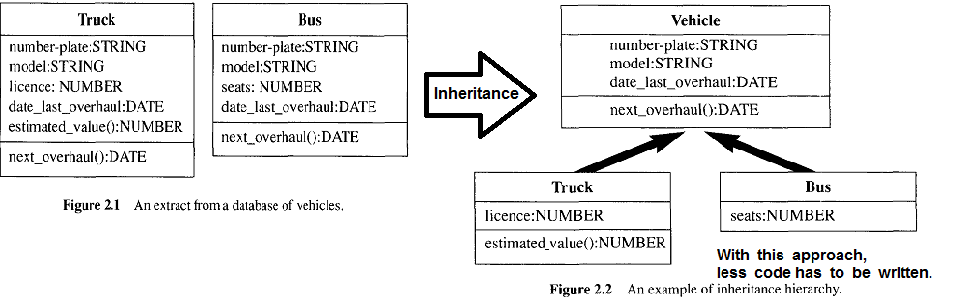 Truck
number-plate:STRING
model:STRING
licence: NUMBER
date_last_overhaul:DATE
estimated_value():NUMBER
next_overhaul():DATE
Bus
number-plate:STRING
model:STRING
seats: NUMBER
date_last_overhaul:DATE
next_overhaul():DATE
Figure 2.1 An extract from a database of vehicles.
Inheritance
Vehicle
number-plate:STRING
model:STRING
date_last_overhaul:DATE
next_overhaul():DATE
Truck
licence:NUMBER
estimated_value():NUMBER
Bus
seats:NUMBER
With this approach,
less code has to be written.
Figure 2.2 An example of inheritance hierarchy.